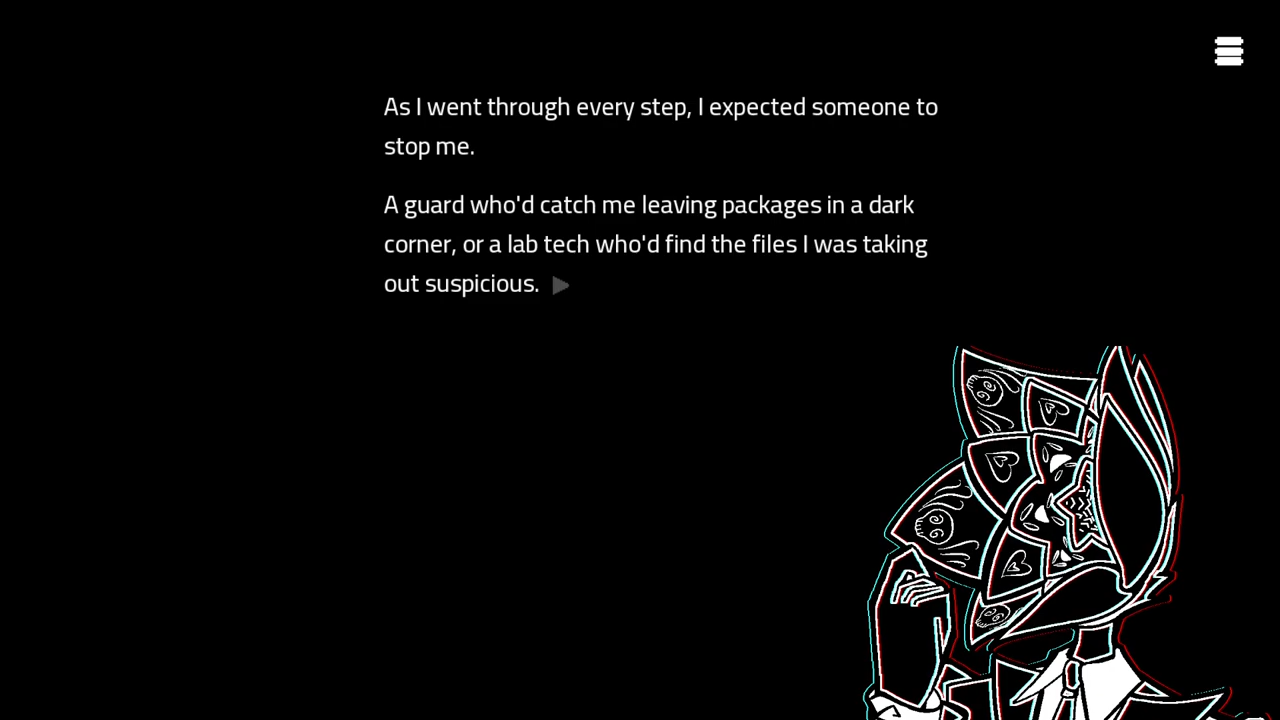 As I went through every step, I expected someone to
stop me.
A guard who'd catch me leaving packages in a dark
corner, or a lab tech who'd find the files I was taking
out suspicious.